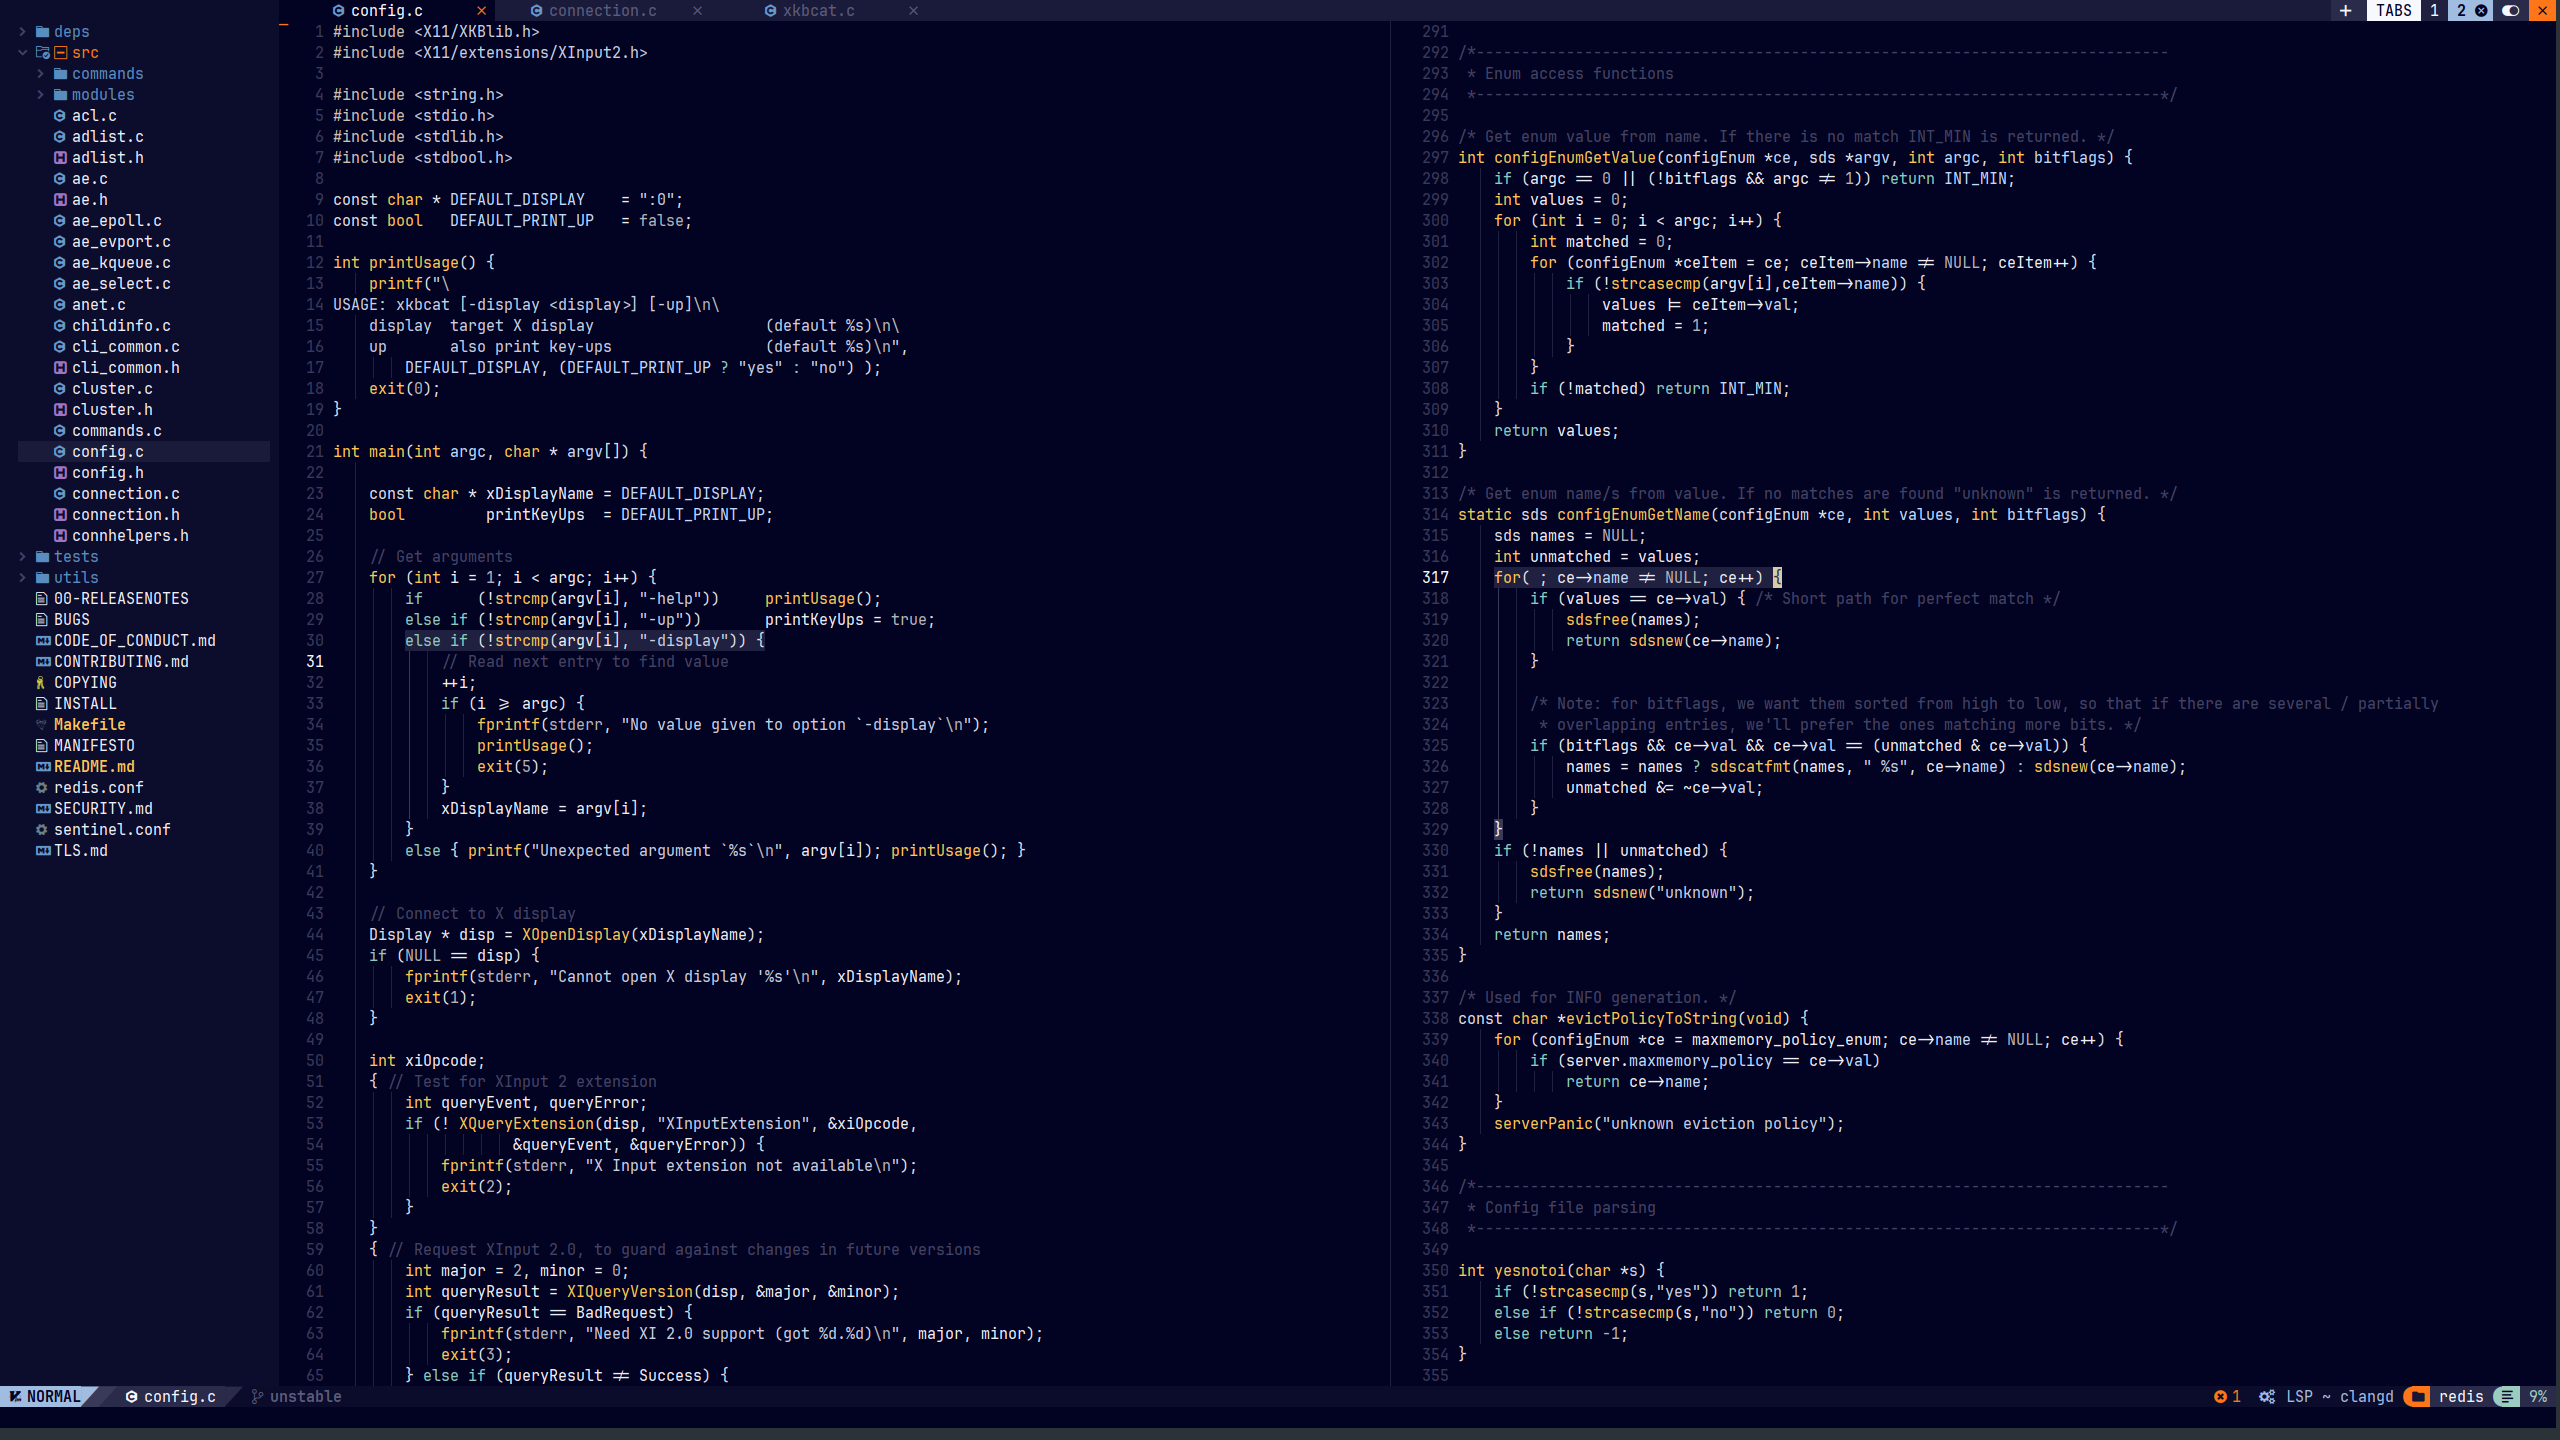 config.c × connection.c × xkbcat.c × + TABS 1 2 ×
deps
src
commands
modules
acl.c
adlist.c
adlist.h
ae.c
ae.h
ae_epoll.c
ae_evport.c
ae_kqueue.c
ae_select.c
anet.c
childinfo.c
cli_common.c
cli_common.h
cluster.c
cluster.h
commands.c
config.c
config.h
connection.c
connection.h
connhelpers.h
tests
utils
00-RELEASENOTES
BUGS
CODE_OF_CONDUCT.md
CONTRIBUTING.md
COPYING
INSTALL
Makefile
MANIFESTO
README.md
redis.conf
SECURITY.md
sentinel.conf
TLS.md
1 #include <X11/XKBlib.h>
2 #include <X11/extensions/XInput2.h>
3
4 #include <string.h>
5 #include <stdio.h>
6 #include <stdlib.h>
7 #include <stdbool.h>
8
9 const char * DEFAULT_DISPLAY    = ":0";
10 const bool   DEFAULT_PRINT_UP   = false;
11
12 int printUsage() {
13     printf("\
14 USAGE: xkbcat [-display <display>] [-up]\n\
15     display  target X display                   (default %s)\n\
16     up       also print key-ups                 (default %s)\n",
17         DEFAULT_DISPLAY, (DEFAULT_PRINT_UP ? "yes" : "no") );
18     exit(0);
19 }
20
21 int main(int argc, char * argv[]) {
22
23     const char * xDisplayName = DEFAULT_DISPLAY;
24     bool         printKeyUps  = DEFAULT_PRINT_UP;
25
26     // Get arguments
27     for (int i = 1; i < argc; i++) {
28         if      (!strcmp(argv[i], "-help"))     printUsage();
29         else if (!strcmp(argv[i], "-up"))       printKeyUps = true;
30         else if (!strcmp(argv[i], "-display")) {
31             // Read next entry to find value
32             ++i;
33             if (i >= argc) {
34                 fprintf(stderr, "No value given to option `-display`\n");
35                 printUsage();
36                 exit(5);
37             }
38             xDisplayName = argv[i];
39         }
40         else { printf("Unexpected argument `%s`\n", argv[i]); printUsage(); }
41     }
42
43     // Connect to X display
44     Display * disp = XOpenDisplay(xDisplayName);
45     if (NULL == disp) {
46         fprintf(stderr, "Cannot open X display '%s'\n", xDisplayName);
47         exit(1);
48     }
49
50     int xiOpcode;
51     { // Test for XInput 2 extension
52         int queryEvent, queryError;
53         if (! XQueryExtension(disp, "XInputExtension", &xiOpcode,
54                     &queryEvent, &queryError)) {
55             fprintf(stderr, "X Input extension not available\n");
56             exit(2);
57         }
58     }
59     { // Request XInput 2.0, to guard against changes in future versions
60         int major = 2, minor = 0;
61         int queryResult = XIQueryVersion(disp, &major, &minor);
62         if (queryResult == BadRequest) {
63             fprintf(stderr, "Need XI 2.0 support (got %d.%d)\n", major, minor);
64             exit(3);
65         } else if (queryResult != Success) {
291
292 /*-----------------------------------------------------------------------------
293  * Enum access functions
294  *----------------------------------------------------------------------------*/
295
296 /* Get enum value from name. If there is no match INT_MIN is returned. */
297 int configEnumGetValue(configEnum *ce, sds *argv, int argc, int bitflags) {
298     if (argc == 0 || (!bitflags && argc != 1)) return INT_MIN;
299     int values = 0;
300     for (int i = 0; i < argc; i++) {
301         int matched = 0;
302         for (configEnum *ceItem = ce; ceItem->name != NULL; ceItem++) {
303             if (!strcasecmp(argv[i],ceItem->name)) {
304                 values |= ceItem->val;
305                 matched = 1;
306             }
307         }
308         if (!matched) return INT_MIN;
309     }
310     return values;
311 }
312
313 /* Get enum name/s from value. If no matches are found "unknown" is returned. */
314 static sds configEnumGetName(configEnum *ce, int values, int bitflags) {
315     sds names = NULL;
316     int unmatched = values;
317     for( ; ce->name != NULL; ce++) {
318         if (values == ce->val) { /* Short path for perfect match */
319             sdsfree(names);
320             return sdsnew(ce->name);
321         }
322
323         /* Note: for bitflags, we want them sorted from high to low, so that if there are several / partially
324          * overlapping entries, we'll prefer the ones matching more bits. */
325         if (bitflags && ce->val && ce->val == (unmatched & ce->val)) {
326             names = names ? sdscatfmt(names, " %s", ce->name) : sdsnew(ce->name);
327             unmatched &= ~ce->val;
328         }
329     }
330     if (!names || unmatched) {
331         sdsfree(names);
332         return sdsnew("unknown");
333     }
334     return names;
335 }
336
337 /* Used for INFO generation. */
338 const char *evictPolicyToString(void) {
339     for (configEnum *ce = maxmemory_policy_enum; ce->name != NULL; ce++) {
340         if (server.maxmemory_policy == ce->val)
341             return ce->name;
342     }
343     serverPanic("unknown eviction policy");
344 }
345
346 /*-----------------------------------------------------------------------------
347  * Config file parsing
348  *----------------------------------------------------------------------------*/
349
350 int yesnotoi(char *s) {
351     if (!strcasecmp(s,"yes")) return 1;
352     else if (!strcasecmp(s,"no")) return 0;
353     else return -1;
354 }
355
NORMAL config.c unstable 1 LSP ~ clangd redis 9%